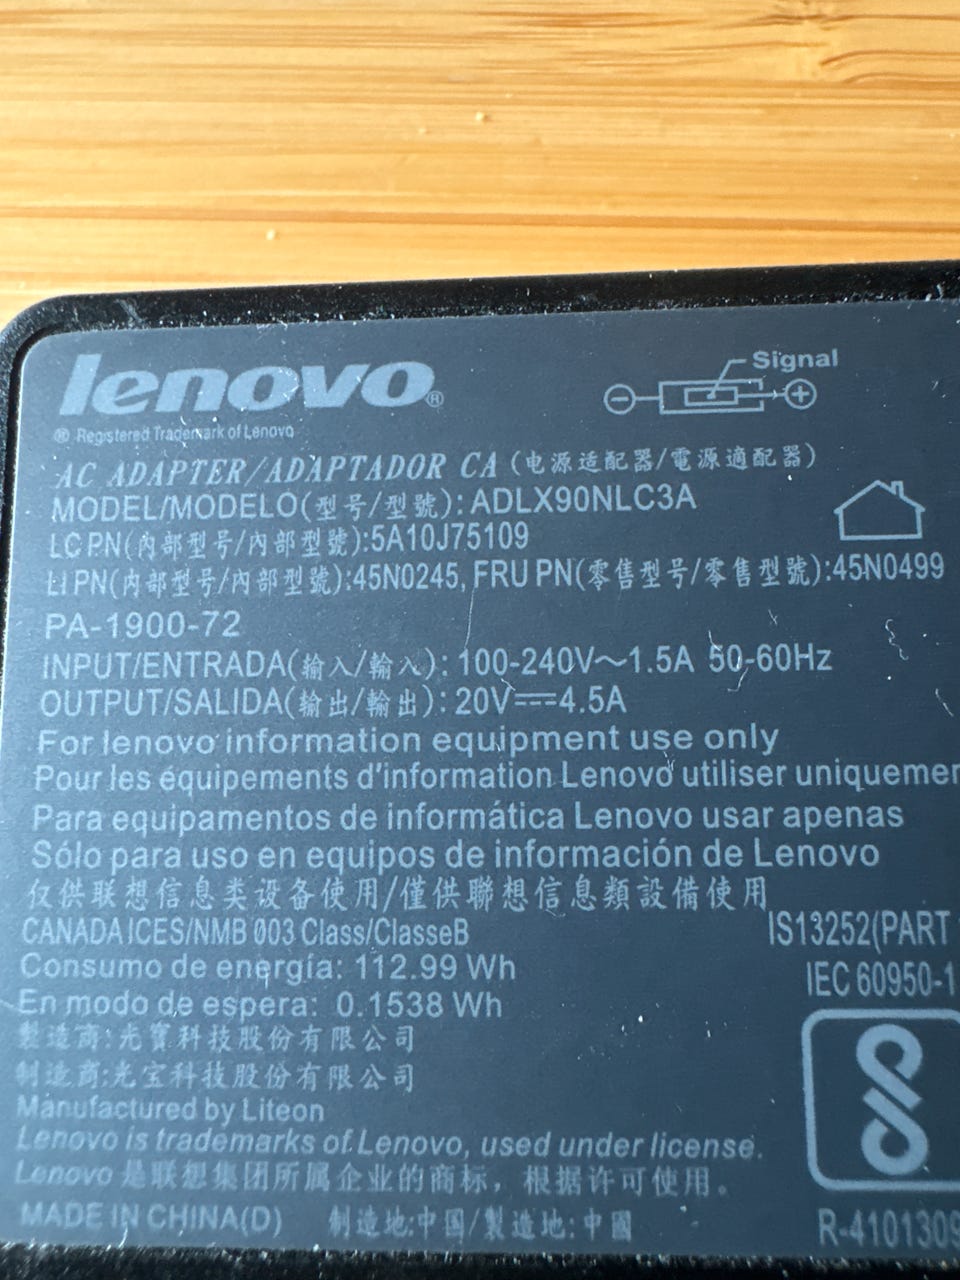 lenovo®
Signal
® Registered Trademark of Lenovo
AC ADAPTER/ADAPTADOR CA (电源适配器/電源適配器)
MODEL/MODELO(型号/型號): ADLX90NLC3A
LC PN(内部型号/內部型號):5A10J75109
LI PN(内部型号/內部型號):45N0245, FRU PN(零售型号/零售型號):45N0499
PA-1900-72
INPUT/ENTRADA(输入/輸入): 100-240V~1.5A 50-60Hz
OUTPUT/SALIDA(输出/輸出): 20V⎓4.5A
For lenovo information equipment use only
Pour les équipements d'information Lenovo utiliser uniquemen
Para equipamentos de informática Lenovo usar apenas
Sólo para uso en equipos de información de Lenovo
仅供联想信息类设备使用/僅供聯想信息類設備使用
CANADA ICES/NMB 003 Class/ClasseB
IS13252(PART
Consumo de energía: 112.99 Wh
IEC 60950-1
En modo de espera: 0.1538 Wh
製造商:光寶科技股份有限公司
制造商:光宝科技股份有限公司
Manufactured by Liteon
Lenovo is trademarks of Lenovo, used under license.
Lenovo 是联想集团所属企业的商标，根据许可使用。
MADE IN CHINA(D) 制造地:中国/製造地:中國
R-4101309